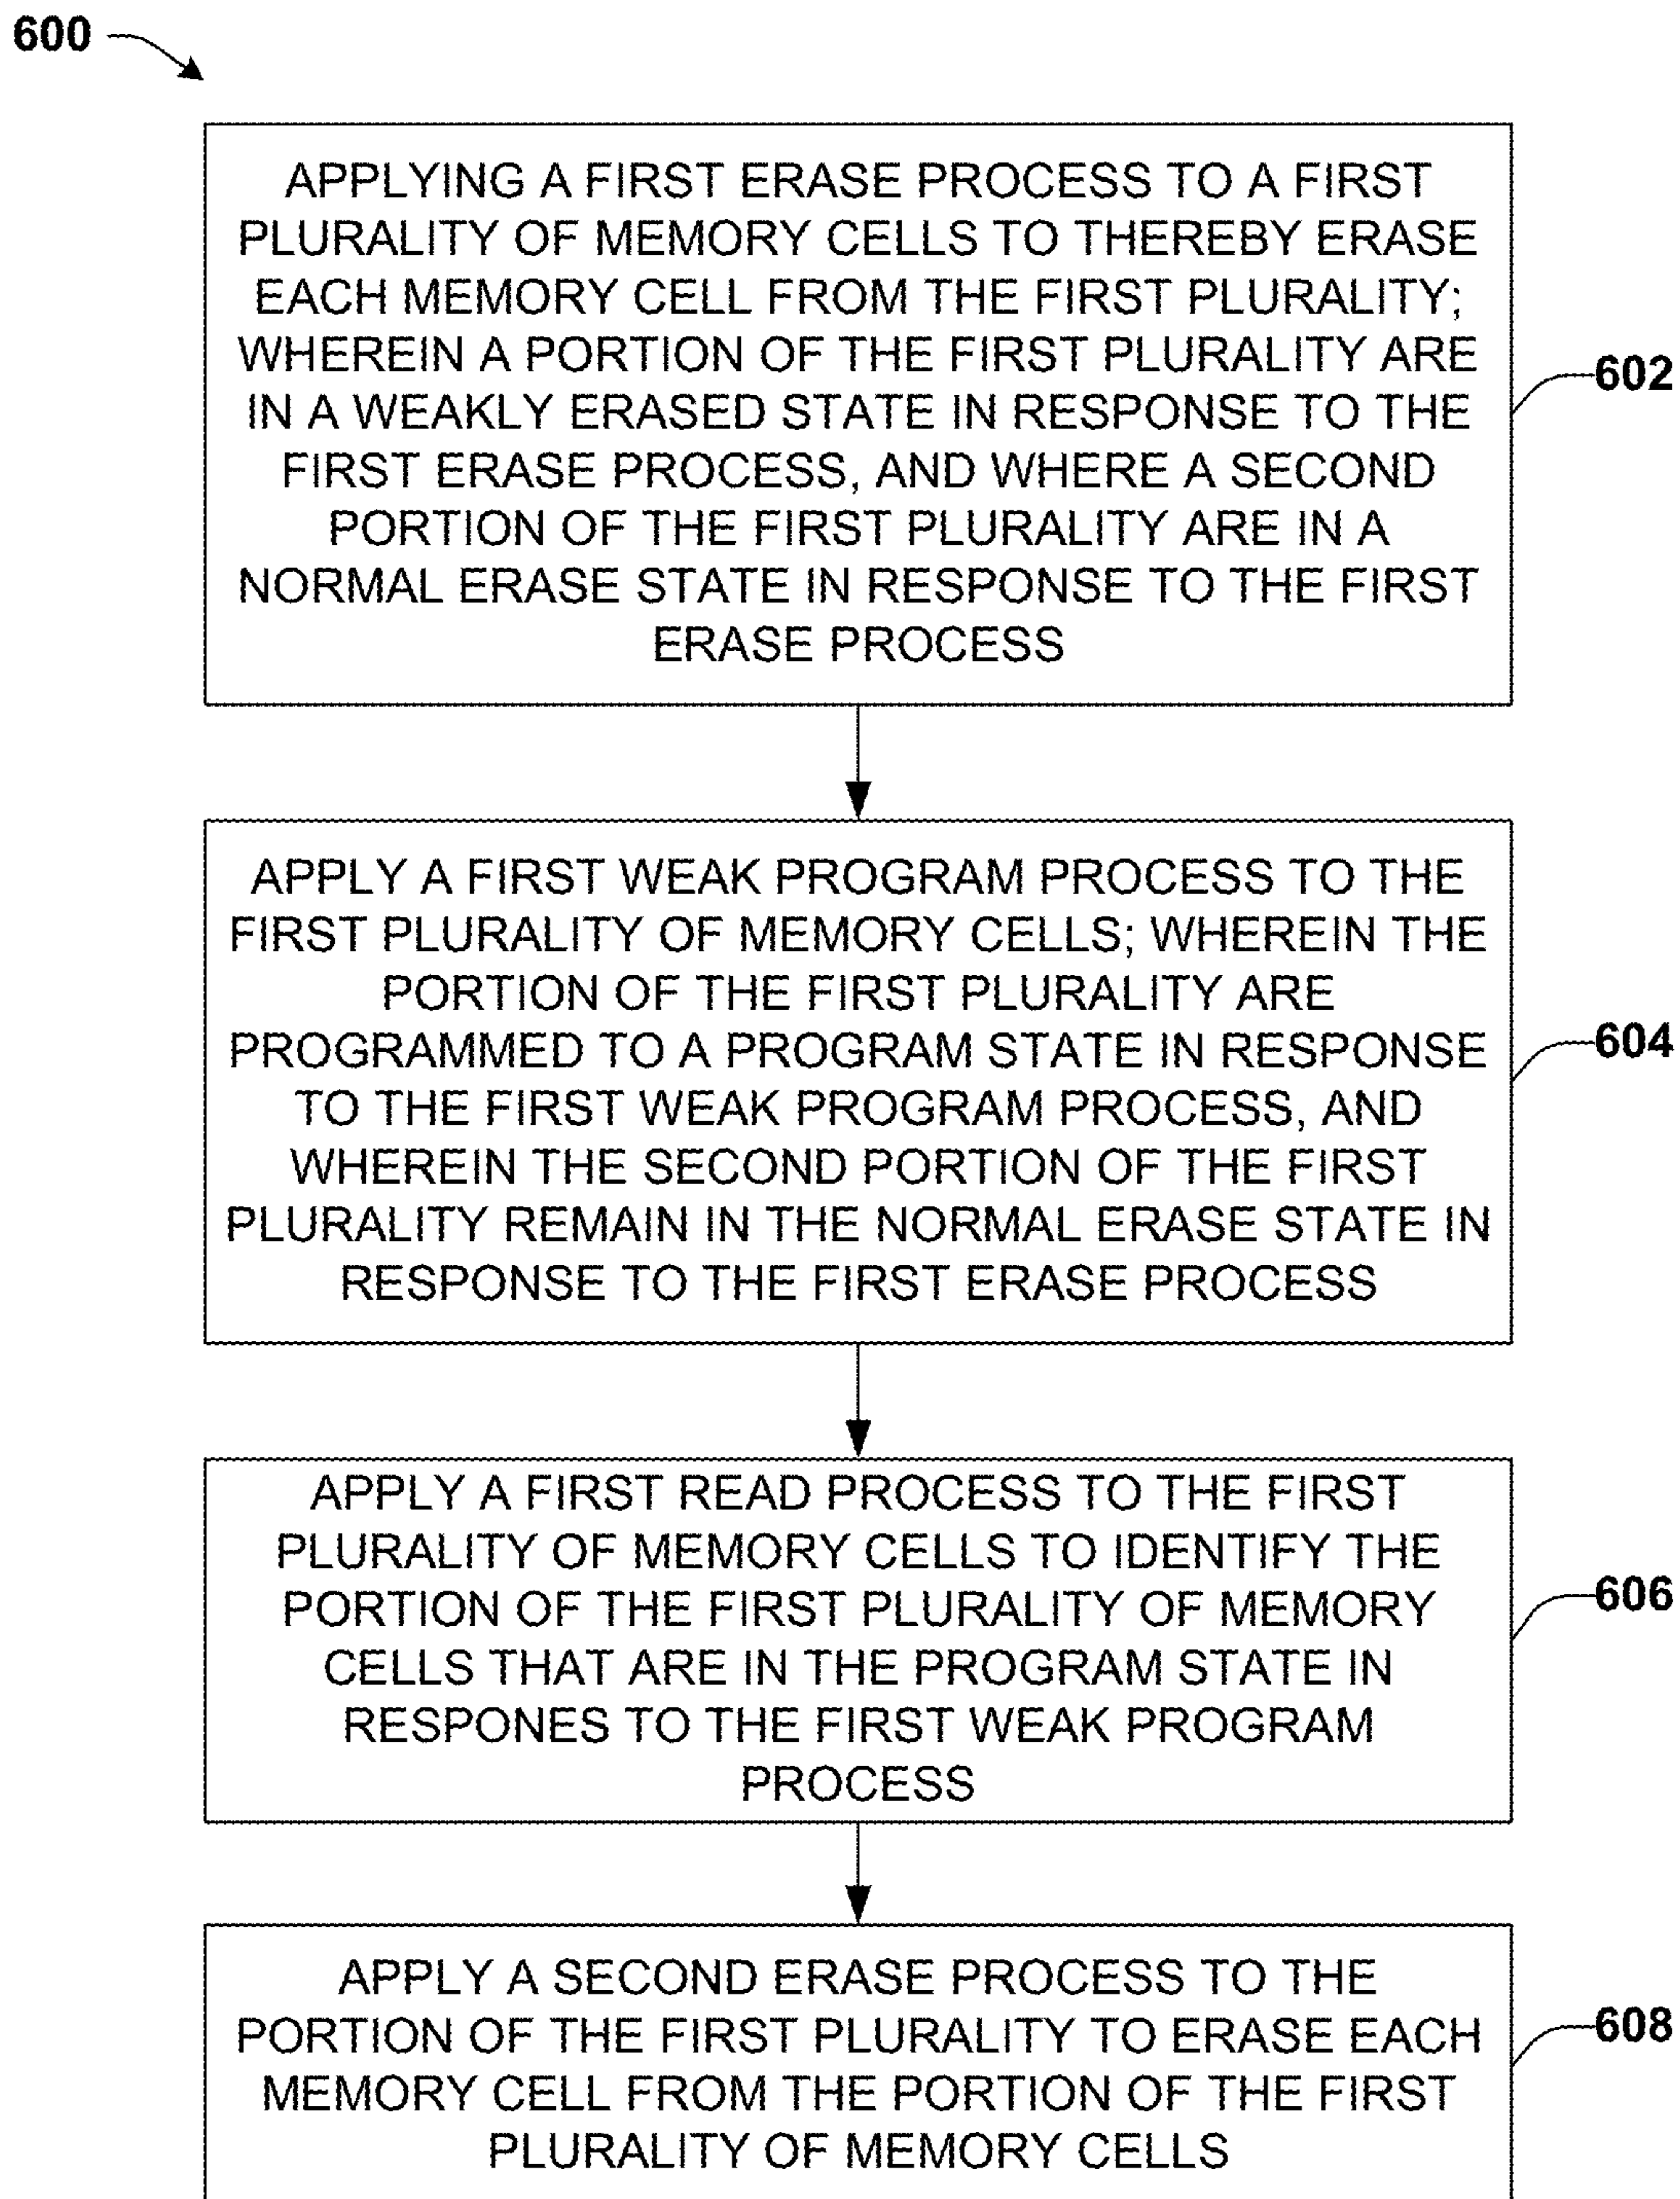 600
APPLYING A FIRST ERASE PROCESS TO A FIRST
PLURALITY OF MEMORY CELLS TO THEREBY ERASE
EACH MEMORY CELL FROM THE FIRST PLURALITY;
WHEREIN A PORTION OF THE FIRST PLURALITY ARE
IN A WEAKLY ERASED STATE IN RESPONSE TO THE
FIRST ERASE PROCESS, AND WHERE A SECOND
PORTION OF THE FIRST PLURALITY ARE IN A
NORMAL ERASE STATE IN RESPONSE TO THE FIRST
ERASE PROCESS
602
APPLY A FIRST WEAK PROGRAM PROCESS TO THE
FIRST PLURALITY OF MEMORY CELLS; WHEREIN THE
PORTION OF THE FIRST PLURALITY ARE
PROGRAMMED TO A PROGRAM STATE IN RESPONSE
TO THE FIRST WEAK PROGRAM PROCESS, AND
WHEREIN THE SECOND PORTION OF THE FIRST
PLURALITY REMAIN IN THE NORMAL ERASE STATE IN
RESPONSE TO THE FIRST ERASE PROCESS
604
APPLY A FIRST READ PROCESS TO THE FIRST
PLURALITY OF MEMORY CELLS TO IDENTIFY THE
PORTION OF THE FIRST PLURALITY OF MEMORY
CELLS THAT ARE IN THE PROGRAM STATE IN
RESPONES TO THE FIRST WEAK PROGRAM
PROCESS
606
APPLY A SECOND ERASE PROCESS TO THE
PORTION OF THE FIRST PLURALITY TO ERASE EACH
MEMORY CELL FROM THE PORTION OF THE FIRST
PLURALITY OF MEMORY CELLS
608